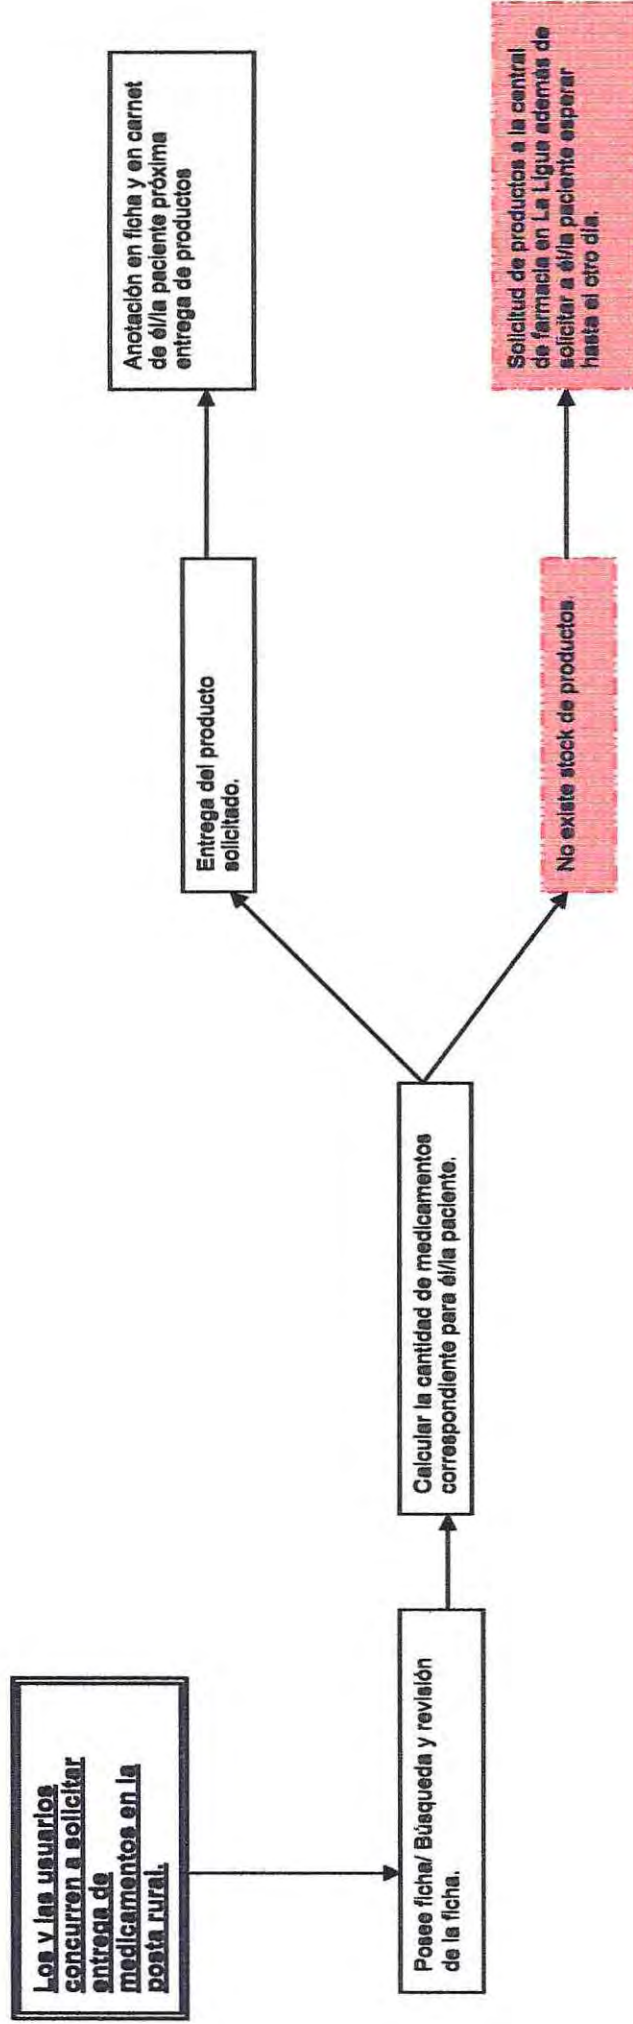 Los y las usuarios
concurren a solicitar
entrega de
medicamentos en la
posta rural.
Posee ficha/ Búsqueda y revisión
de la ficha.
Calcular la cantidad de medicamentos
correspondiente para él/la paciente.
Entrega del producto
solicitado.
Anotación en ficha y en carnet
de él/la paciente próxima
entrega de productos
No existe stock de productos.
Solicitud de productos a la central
de farmacia en La Ligua además de
solicitar a él/la paciente esperar
hasta el otro día.